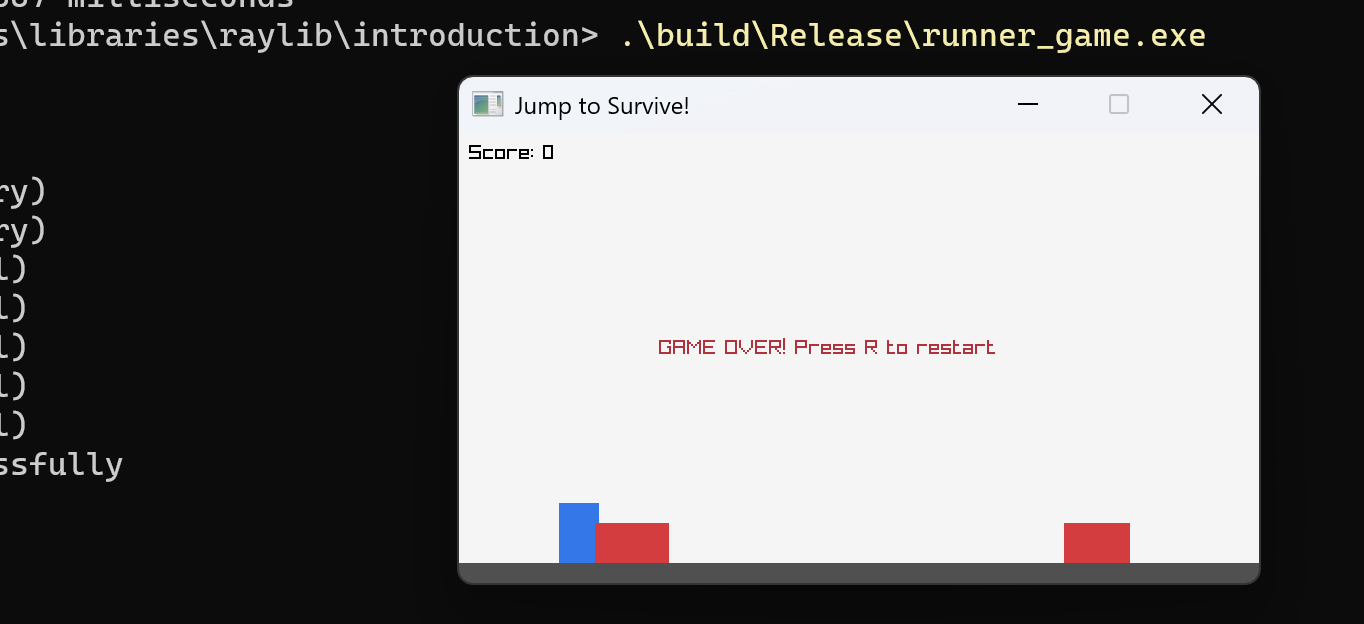 milliseconds
s\libraries\raylib\introduction> .\build\Release\runner_game.exe
Jump to Survive!
Score: 0
ry)
ry)
l)
GAME OVER! Press R to restart
l)
l)
l)
l)
ssfully